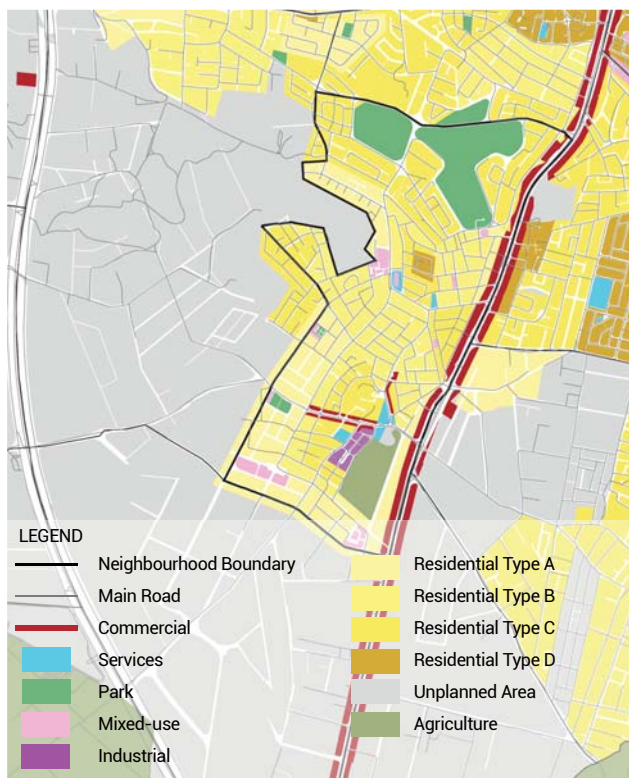 LEGEND
Neighbourhood Boundary
Main Road
Commercial
Services
Park
Mixed-use
Industrial
Residential Type A
Residential Type B
Residential Type C
Residential Type D
Unplanned Area
Agriculture